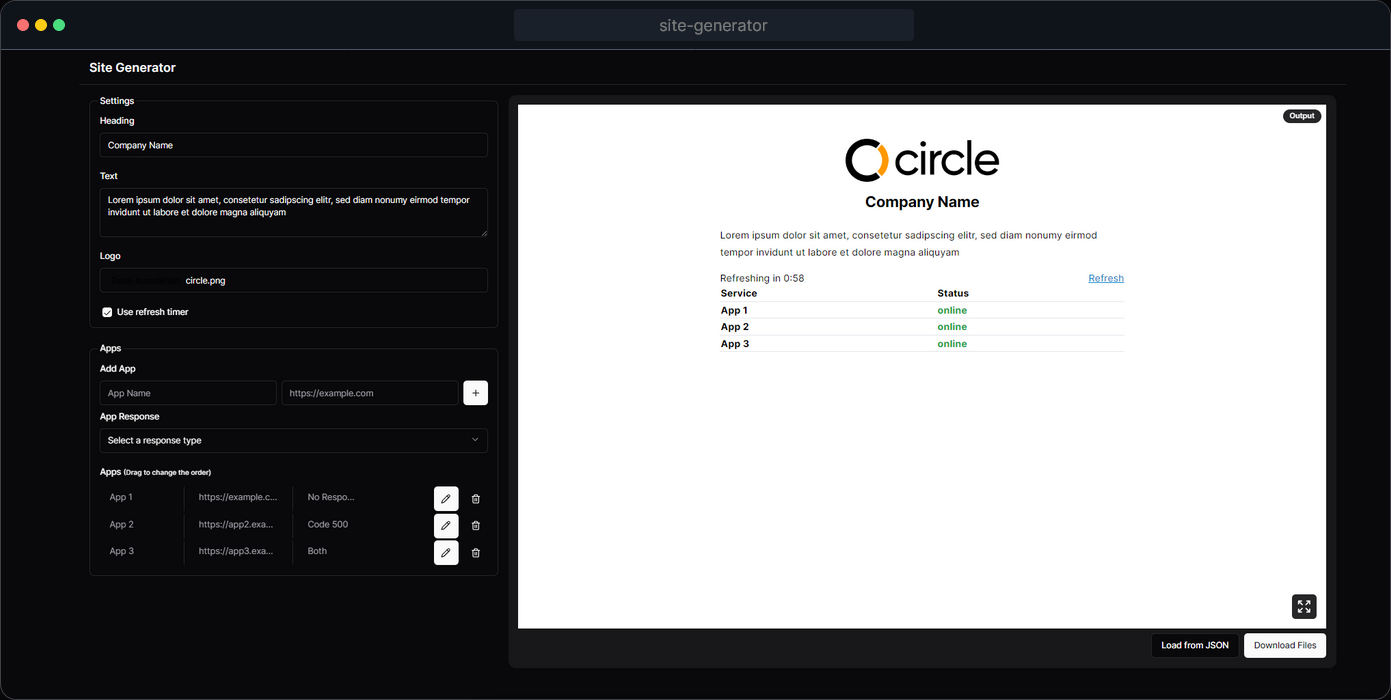 site-generator
Site Generator
Settings
Heading
Company Name
Text
Lorem ipsum dolor sit amet, consetetur sadipscing elitr, sed diam nonumy eirmod tempor
invidunt ut labore et dolore magna aliquyam
Logo
circle.png
Use refresh timer
Apps
Add App
App Name
https://example.com
+
App Response
Select a response type
Apps (Drag to change the order)
App 1 https://example.c... No Respo...
App 2 https://app2.exa... Code 500
App 3 https://app3.exa... Both
Output
circle
Company Name
Lorem ipsum dolor sit amet, consetetur sadipscing elitr, sed diam nonumy eirmod
tempor invidunt ut labore et dolore magna aliquyam
Refreshing in 0:58 Refresh
Service Status
App 1 online
App 2 online
App 3 online
Load from JSON
Download Files